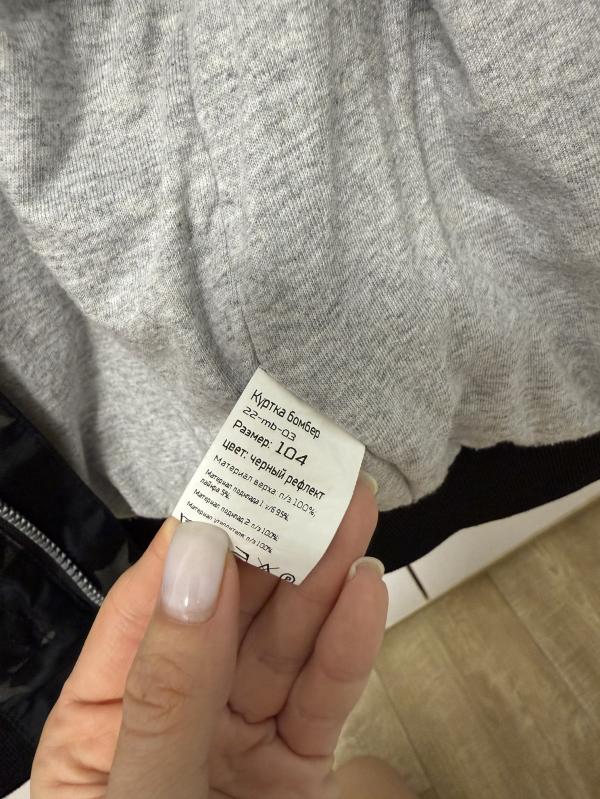 Куртка бомбер
22-mb-03
Размер: 104
цвет: черный рефлект
Материал верха: п/э 100%,
Материал подклада 1: х/б 95%,
лайкра 5%,
Материал подклад 2: п/э 100%
Материал утеплителя: п/э 100%